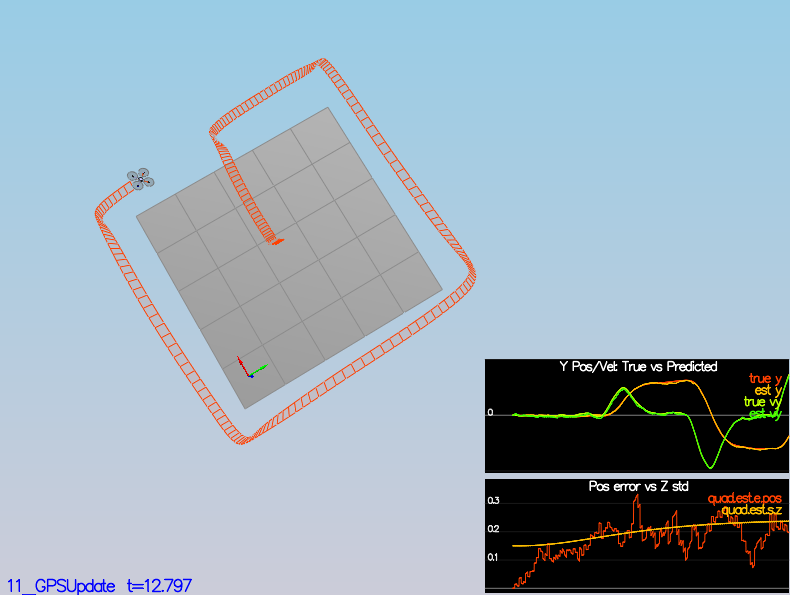 Y Pos/Vel: True vs Predicted
true y
est y
true vy
est vy
0
Pos error vs Z std
quad.est.e.pos
quad.est.s.z
0.3
0.2
0.1
11_GPSUpdate t=12.797